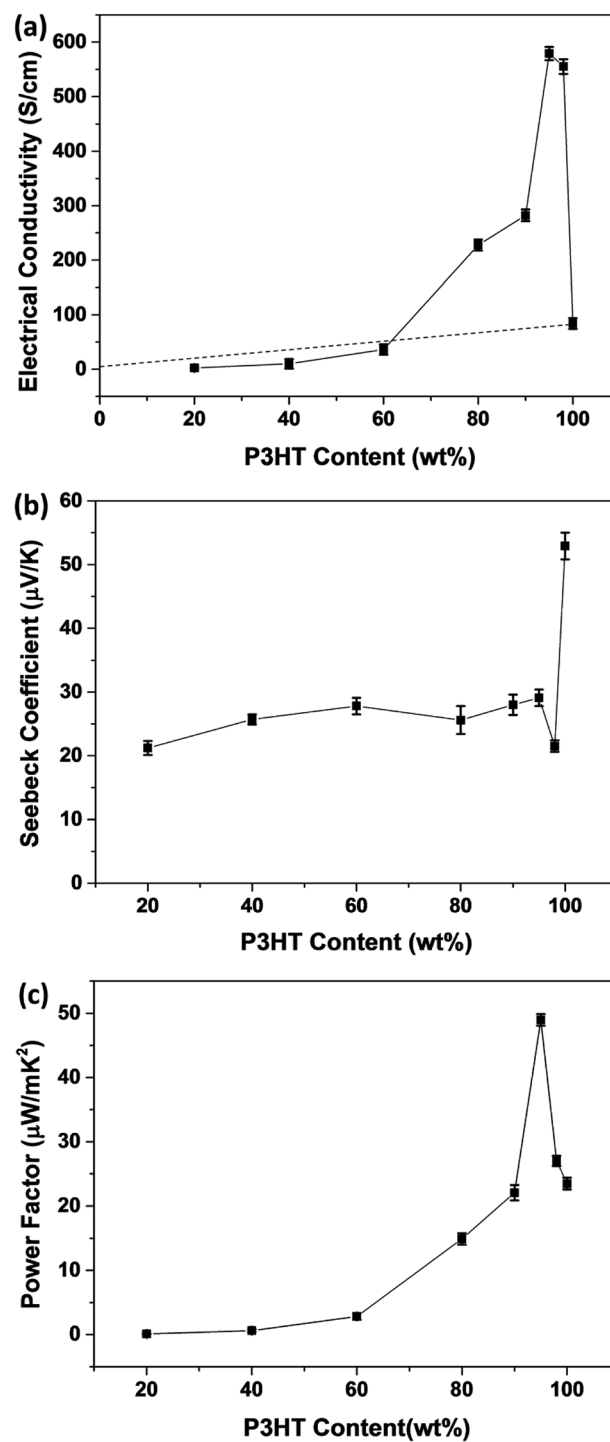 (a)
Electrical Conductivity (S/cm)
600
500
400
300
200
100
0
0 20 40 60 80 100
P3HT Content (wt%)
(b)
Seebeck Coefficient (μV/K)
60
50
40
30
20
10
0
20 40 60 80 100
P3HT Content (wt%)
(c)
Power Factor (μW/mK²)
50
40
30
20
10
0
20 40 60 80 100
P3HT Content(wt%)